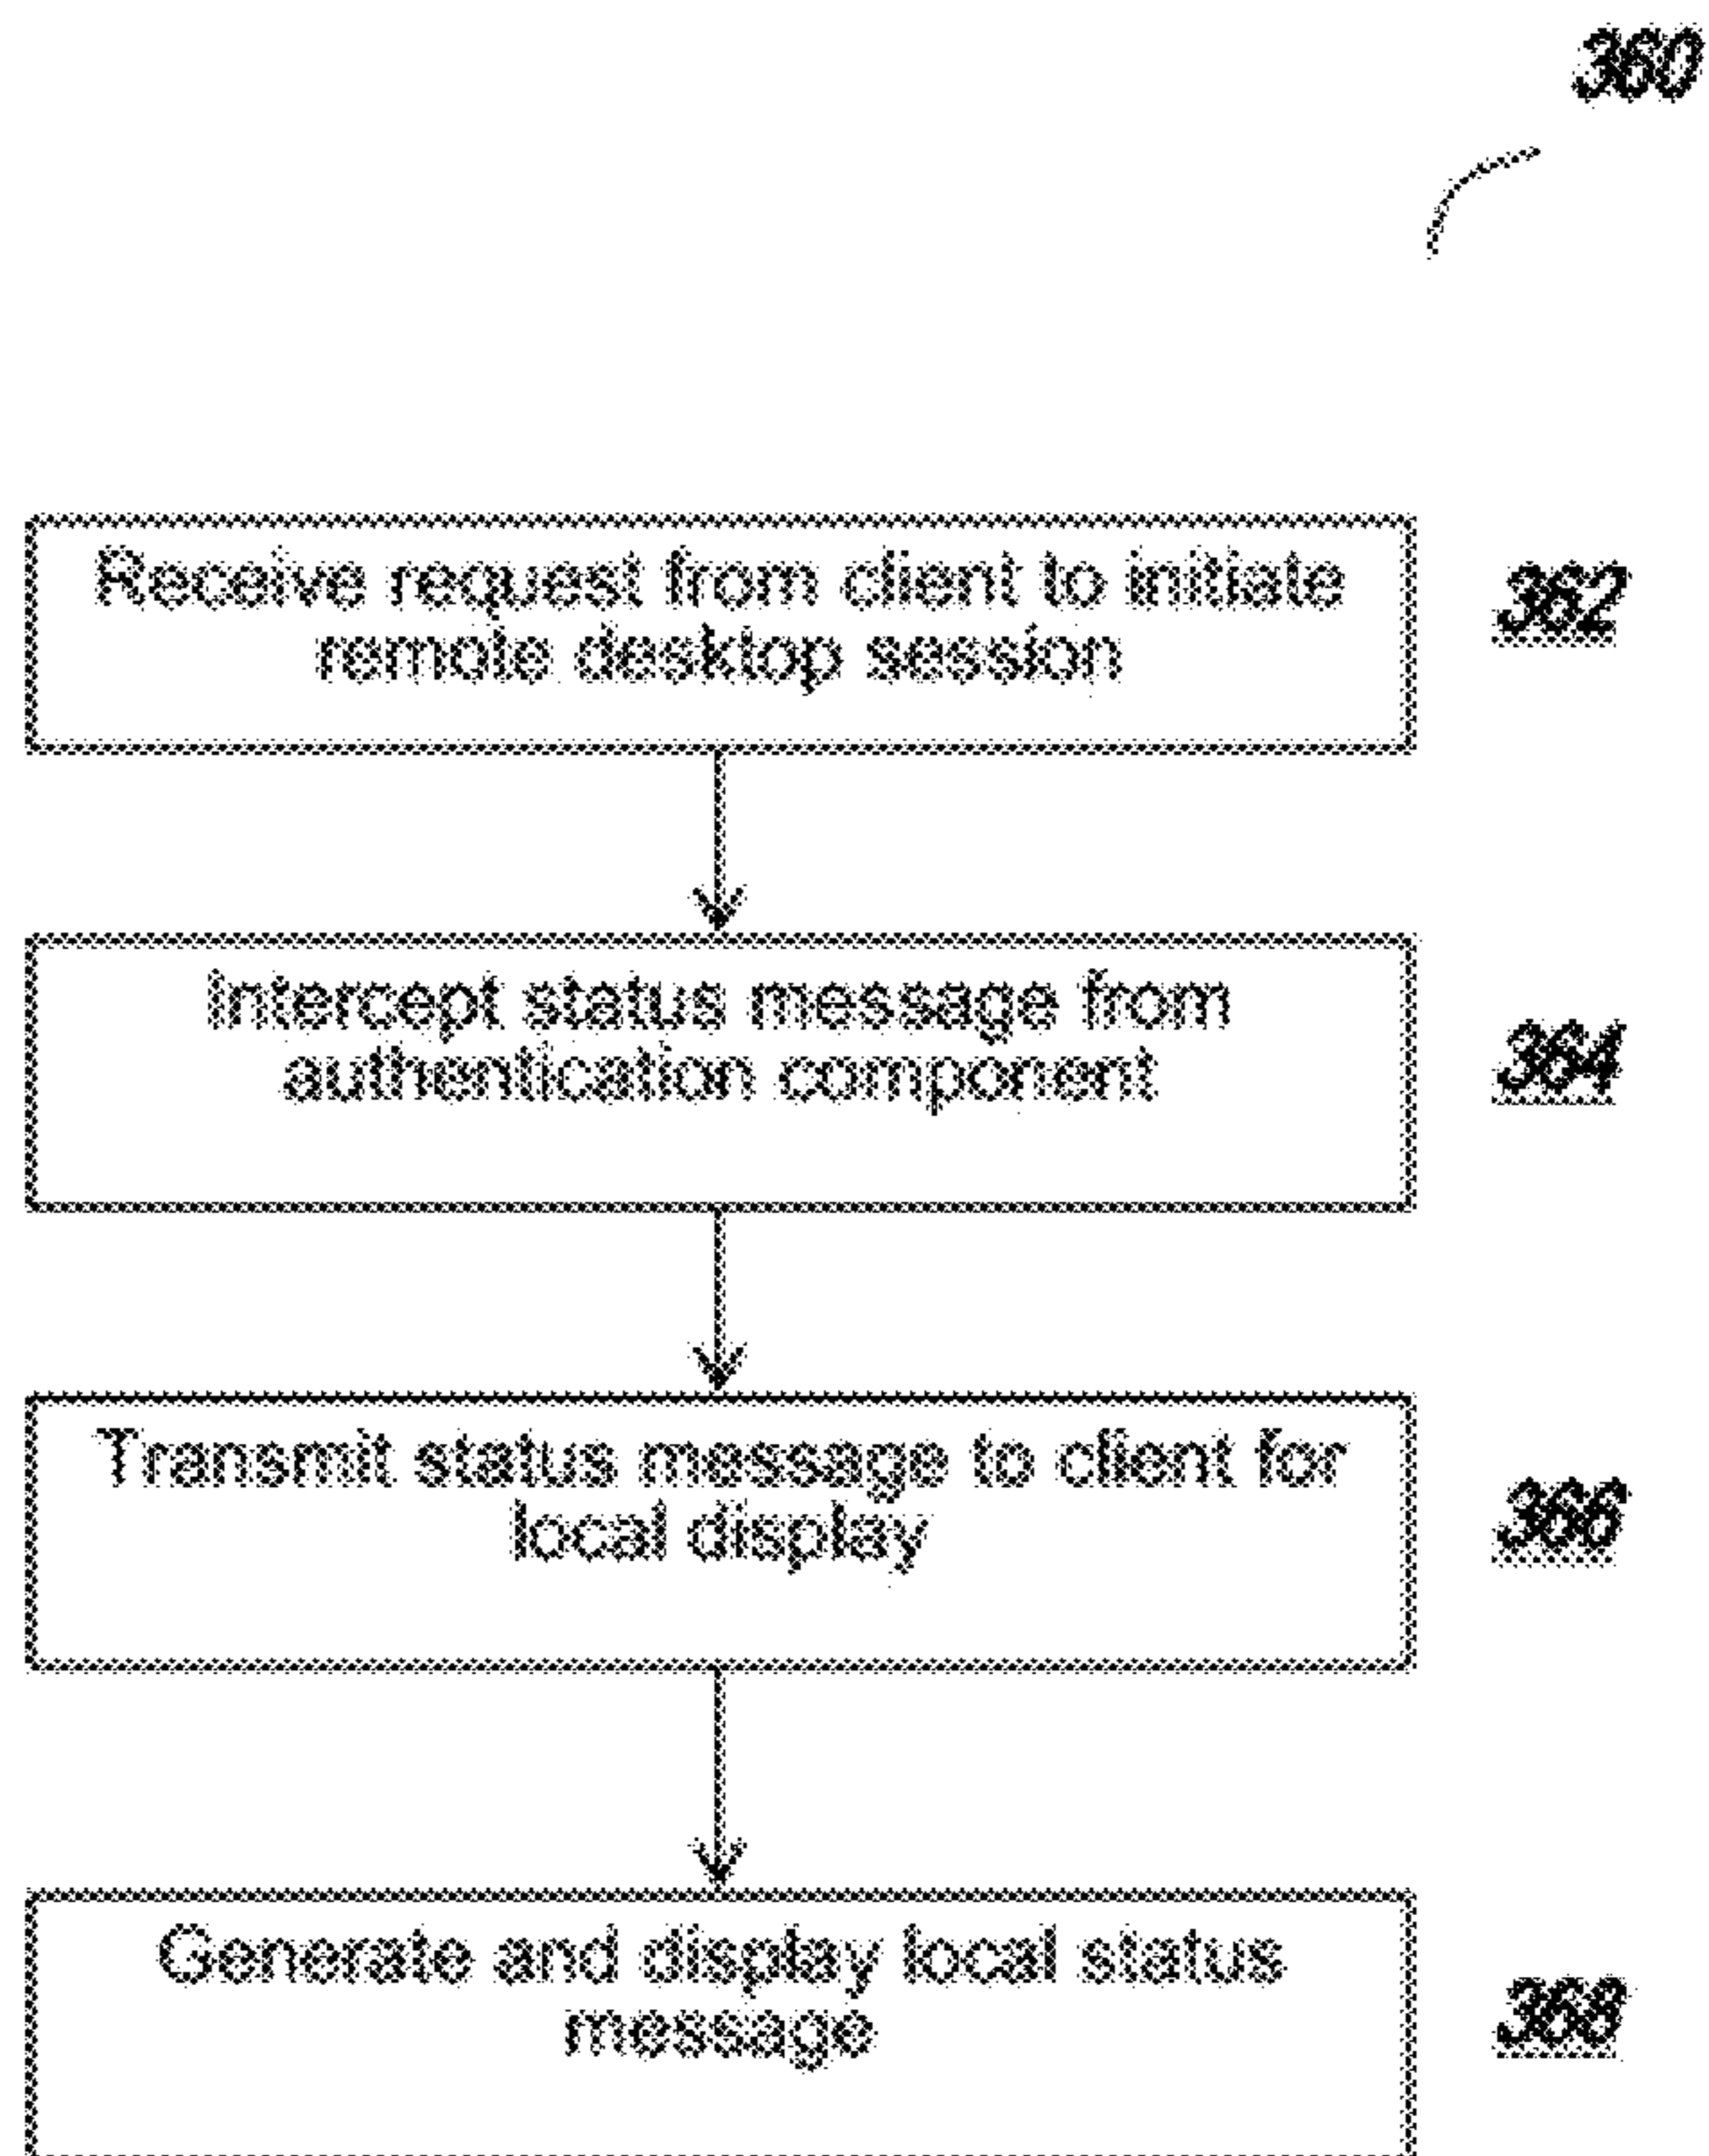 360
Receive request from client to initiate
remote desktop session
362
Intercept status message from
authentication component
364
Transmit status message to client for
local display
366
Generate and display local status
message
368